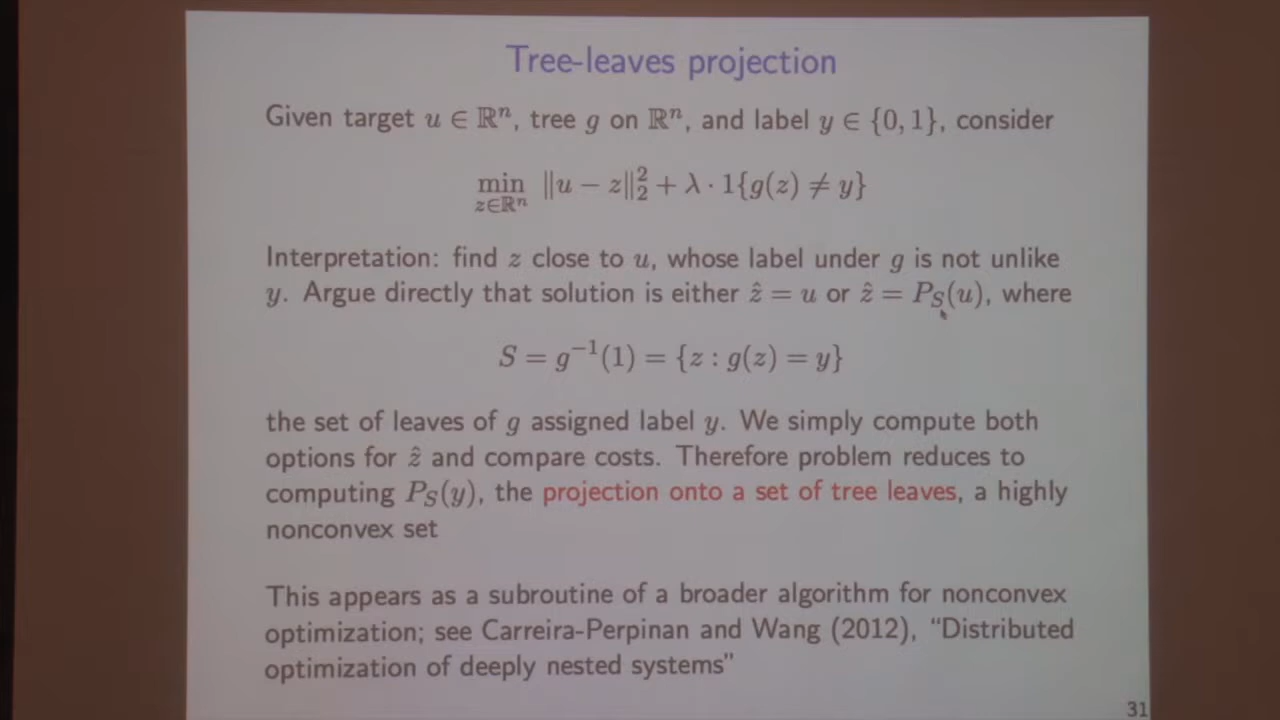 Tree-leaves projection
Given target u ∈ ℝⁿ, tree g on ℝⁿ, and label y ∈ {0, 1}, consider
min_{z∈ℝⁿ} ‖u − z‖₂² + λ · 1{g(z) ≠ y}
Interpretation: find z close to u, whose label under g is not unlike
y. Argue directly that solution is either ẑ = u or ẑ = P_S(u), where
S = g⁻¹(1) = {z : g(z) = y}
the set of leaves of g assigned label y. We simply compute both
options for ẑ and compare costs. Therefore problem reduces to
computing P_S(y), the projection onto a set of tree leaves, a highly
nonconvex set
This appears as a subroutine of a broader algorithm for nonconvex
optimization; see Carreira-Perpinan and Wang (2012), “Distributed
optimization of deeply nested systems”
31